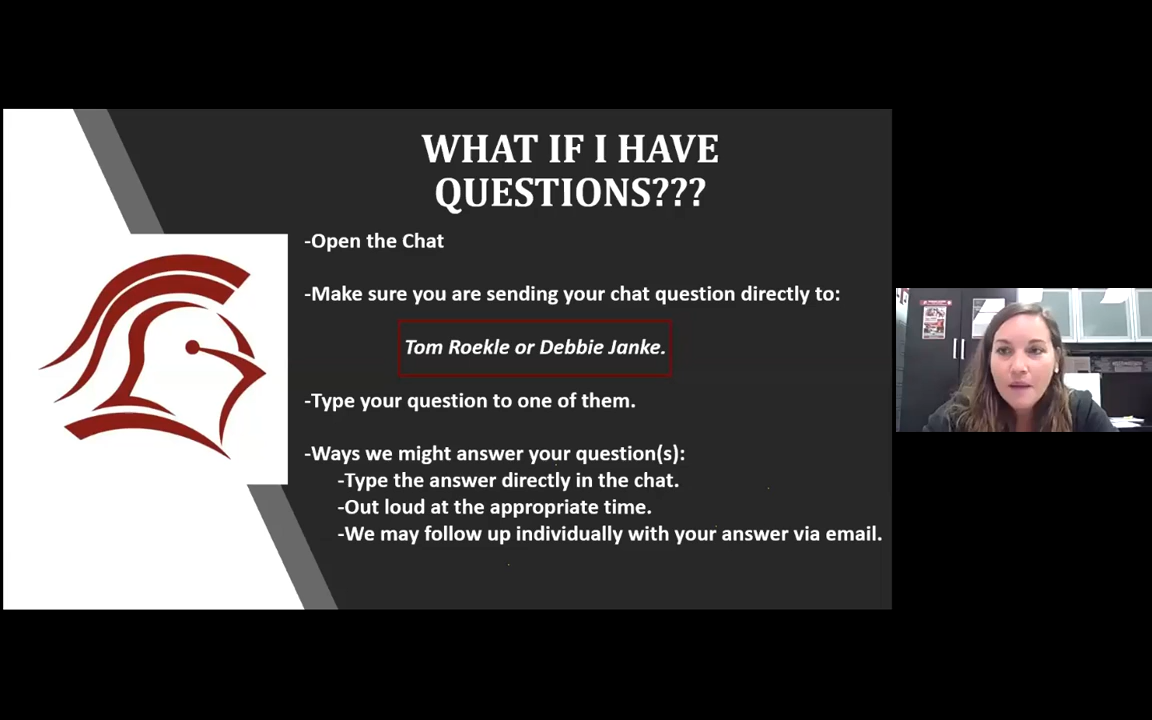 WHAT IF I HAVE
QUESTIONS???
-Open the Chat
-Make sure you are sending your chat question directly to:
Tom Roekle or Debbie Janke.
-Type your question to one of them.
-Ways we might answer your question(s):
-Type the answer directly in the chat.
-Out loud at the appropriate time.
-We may follow up individually with your answer via email.